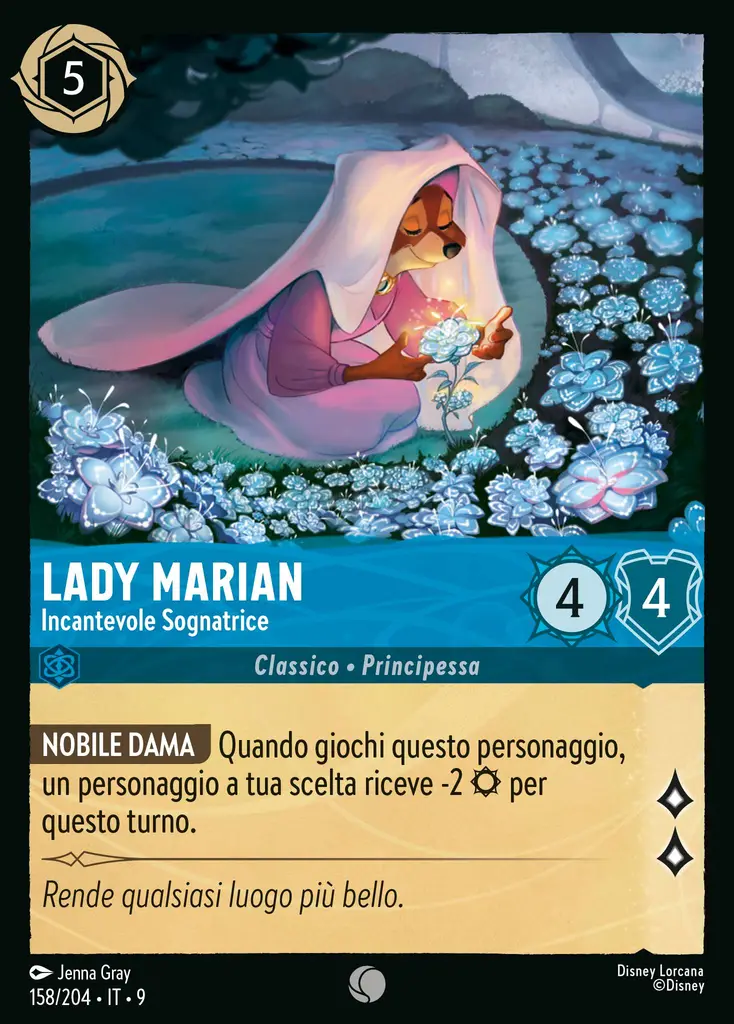 5
LADY MARIAN
Incantevole Sognatrice
4
4
Classico • Principessa
NOBILE DAMA Quando giochi questo personaggio,
un personaggio a tua scelta riceve -2 per
questo turno.
Rende qualsiasi luogo più bello.
Jenna Gray
158/204 • IT • 9
Disney Lorcana
©Disney